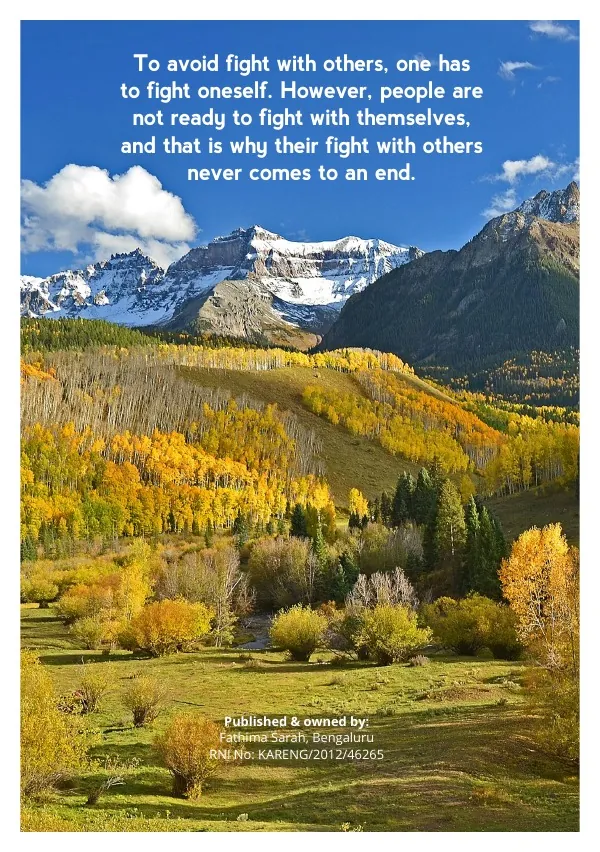 To avoid fight with others, one has
to fight oneself. However, people are
not ready to fight with themselves,
and that is why their fight with others
never comes to an end.
Published & owned by:
Fathima Sarah, Bengaluru
RNI No: KARENG/2012/46265